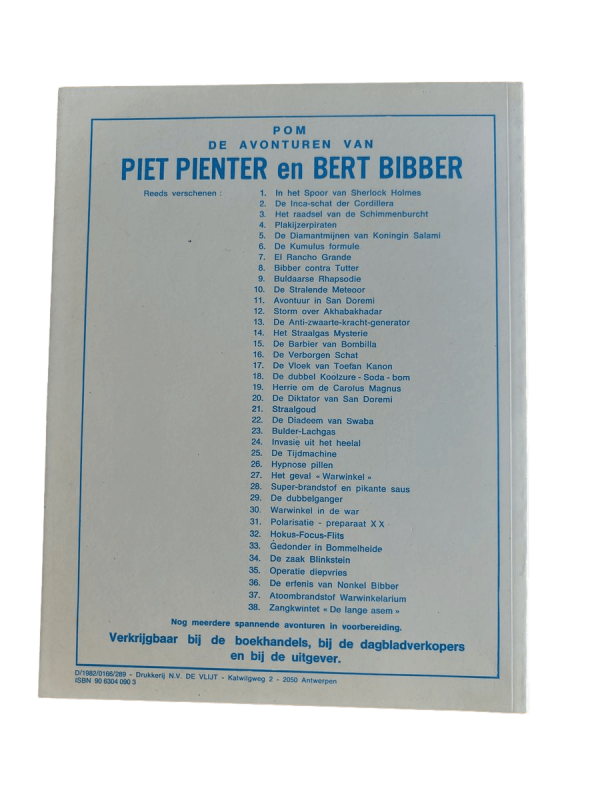 POM
DE AVONTUREN VAN
PIET PIENTER en BERT BIBBER
Reeds verschenen : 1. In het Spoor van Sherlock Holmes
2. De Inca-schat der Cordillera
3. Het raadsel van de Schimmenburcht
4. Plakijzerpiraten
5. De Diamantmijnen van Koningin Salami
6. De Kumulus formule
7. El Rancho Grande
8. Bibber contra Tutter
9. Buldaarse Rhapsodie
10. De Stralende Meteoor
11. Avontuur in San Doremi
12. Storm over Akhabakhadar
13. De Anti-zwaarte-kracht-generator
14. Het Straalgas Mysterie
15. De Barbier van Bombilla
16. De Verborgen Schat
17. De Vloek van Toefan Kanon
18. De dubbel Koolzure - Soda - bom
19. Herrie om de Carolus Magnus
20. De Diktator van San Doremi
21. Straalgoud
22. De Diadeem van Swaba
23. Bulder-Lachgas
24. Invasie uit het heelal
25. De Tijdmachine
26. Hypnose pillen
27. Het geval « Warwinkel »
28. Super-brandstof en pikante saus
29. De dubbelganger
30. Warwinkel in de war
31. Polarisatie - preparaat X X
32. Hokus-Focus-Flits
33. Gedonder in Bommelheide
34. De zaak Blinkstein
35. Operatie diepvries
36. De erfenis van Nonkel Bibber
37. Atoombrandstof Warwinkelarium
38. Zangkwintet « De lange asem »
Nog meerdere spannende avonturen in voorbereiding.
Verkrijgbaar bij de boekhandels, bij de dagbladverkopers
en bij de uitgever.
D/1982/0166/289 - Drukkerij N.V. DE VLIJT - Katwilgweg 2 - 2050 Antwerpen
ISBN 90 6304 090 3